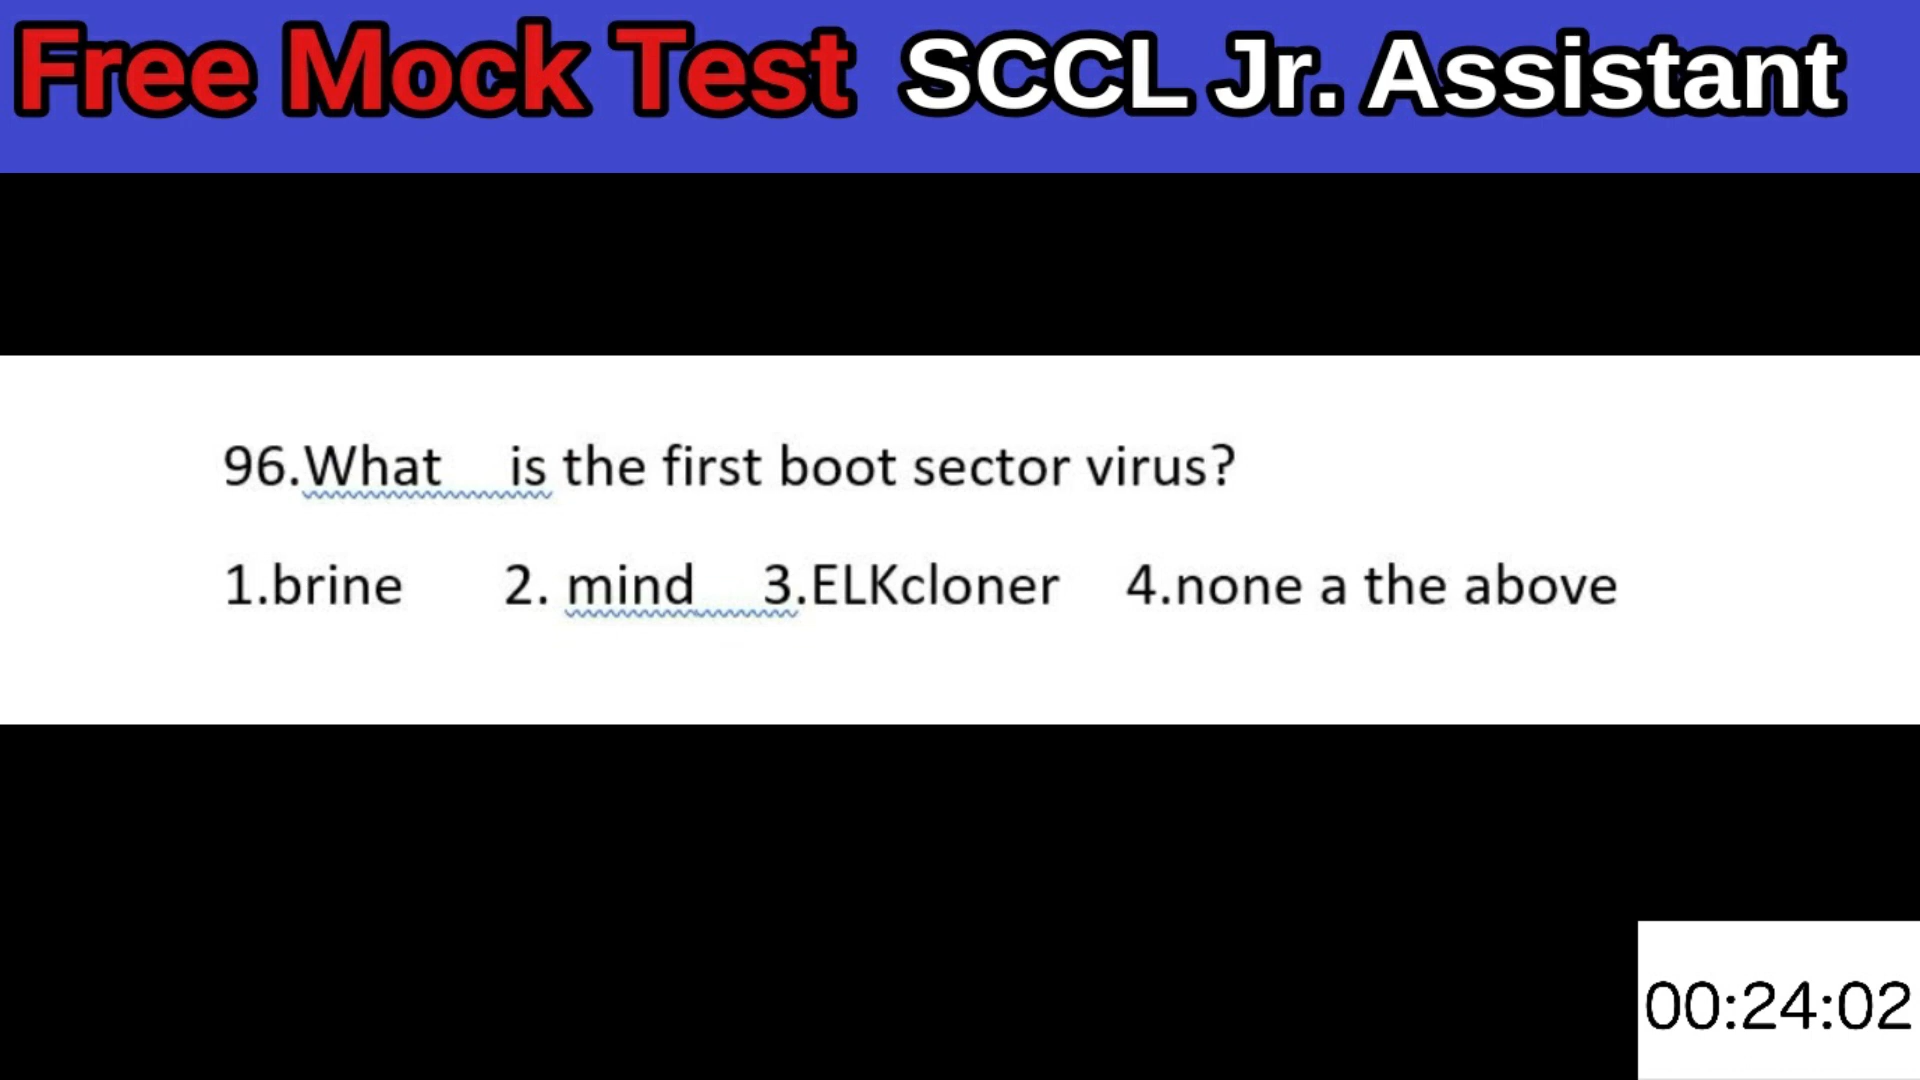 Free Mock Test SCCL Jr. Assistant
96.What is the first boot sector virus?
1.brine 2. mind 3.ELKcloner 4.none a the above
00:24:02